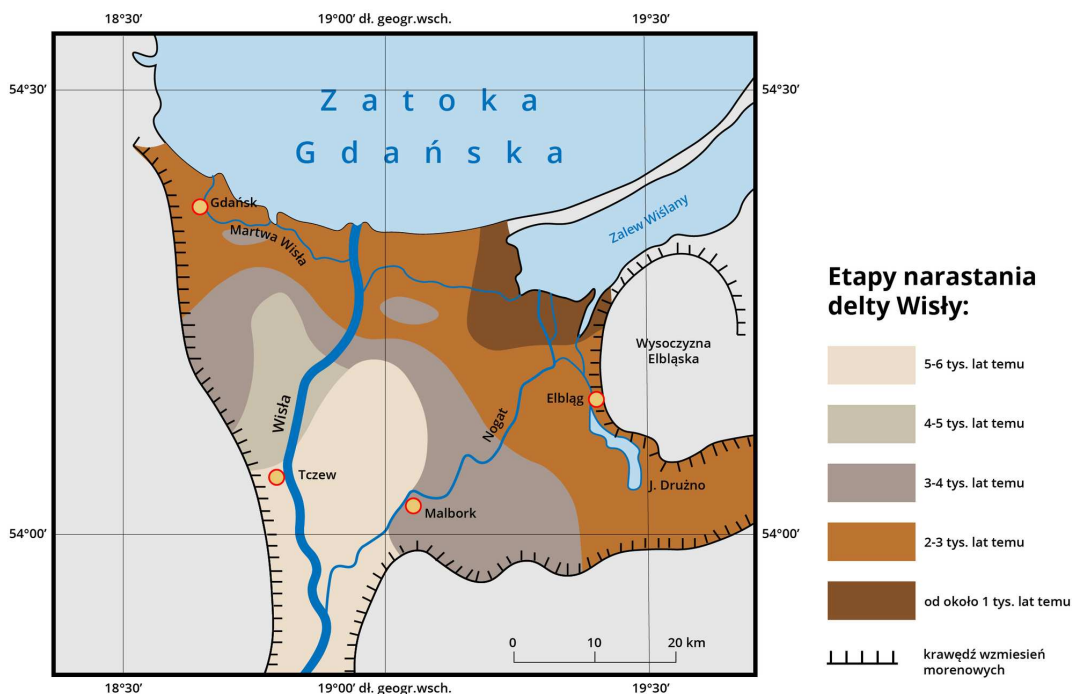 18°30’
19°00’ dł. geogr.wsch.
19°30’
54°30’
54°30’
Zatoka
Gdańska
Gdańsk
Martwa Wisła
Zalew Wiślany
Wysoczyzna
Elbląska
Elbląg
Wisła
Nogat
Tczew
J. Drużno
Malbork
54°00’
54°00’
0 10 20 km
18°30’
19°00’ dł. geogr.wsch.
19°30’
Etapy narastania
delty Wisły:
5-6 tys. lat temu
4-5 tys. lat temu
3-4 tys. lat temu
2-3 tys. lat temu
od około 1 tys. lat temu
krawędź wzmiesień
morenowych